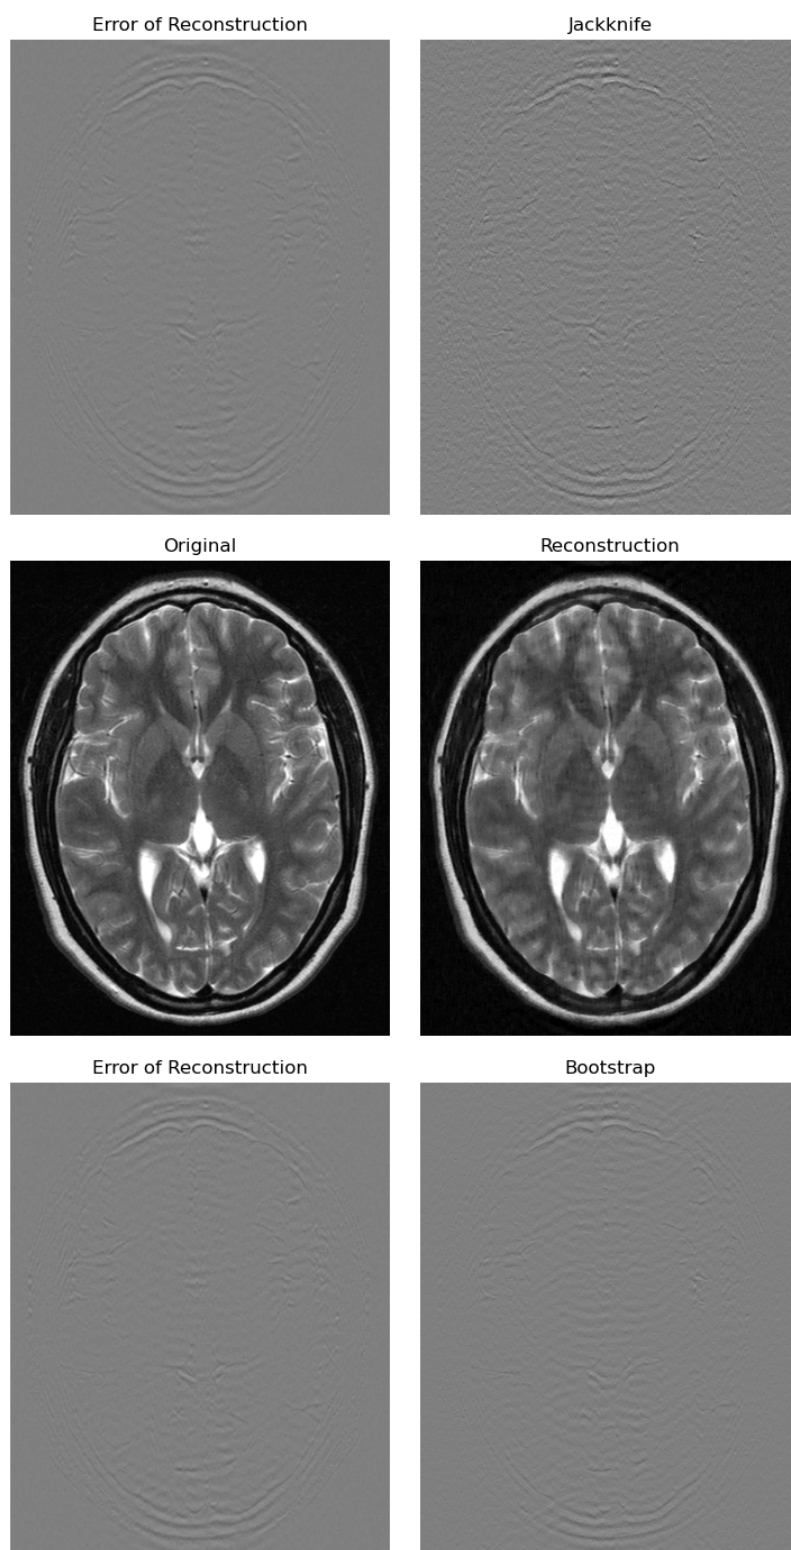 Error of Reconstruction
Jackknife
Original
Reconstruction
Error of Reconstruction
Bootstrap